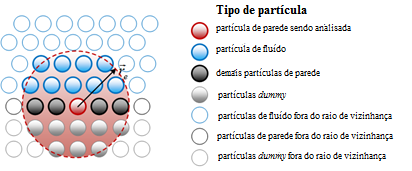 Tipo de partícula
partícula de parede sendo analisada
partícula de fluído
demais partículas de parede
partículas dummy
partículas de fluído fora do raio de vizinhança
partículas de parede fora do raio de vizinhança
partículas dummy fora do raio de vizinhança